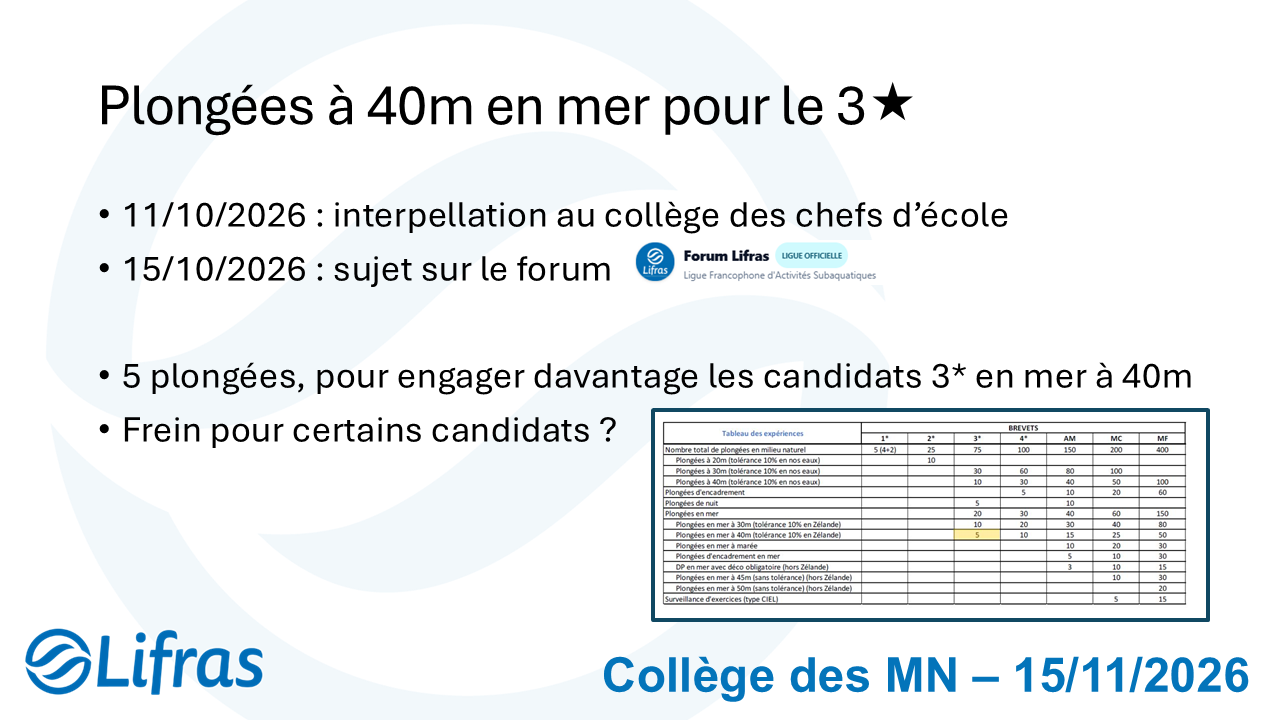 Plongées à 40m en mer pour le 3★
• 11/10/2026 : interpellation au collège des chefs d’école
• 15/10/2026 : sujet sur le forum
Lifras
Forum Lifras LIGUE OFFICIELLE
Ligue Francophone d'Activités Subaquatiques
• 5 plongées, pour engager davantage les candidats 3* en mer à 40m
• Frein pour certains candidats ?
Tableau des expériences BREVETS
1* 2* 3* 4* AM MC MF
Nombre total de plongées en milieu naturel 5 (4+2) 25 75 100 150 200 400
Plongées à 20m (tolérance 10% en nos eaux) 10
Plongées à 30m (tolérance 10% en nos eaux) 30 60 80 100
Plongées à 40m (tolérance 10% en nos eaux) 10 30 40 50 100
Plongées d'encadrement 5 10 20 60
Plongées de nuit 5 10
Plongées en mer 20 30 40 60 150
Plongées en mer à 30m (tolérance 10% en Zélande) 10 20 30 40 80
Plongées en mer à 40m (tolérance 10% en Zélande) 5 10 15 25 50
Plongées en mer à marée 10 20 30
Plongées d'encadrement en mer 5 10 30
DP en mer avec déco obligatoire (hors Zélande) 3 10 15
Plongées en mer à 45m (sans tolérance) (hors Zélande) 10 30
Plongées en mer à 50m (sans tolérance) (hors Zélande) 20
Surveillance d'exercices (type CIEL) 5 15
Lifras
Collège des MN – 15/11/2026